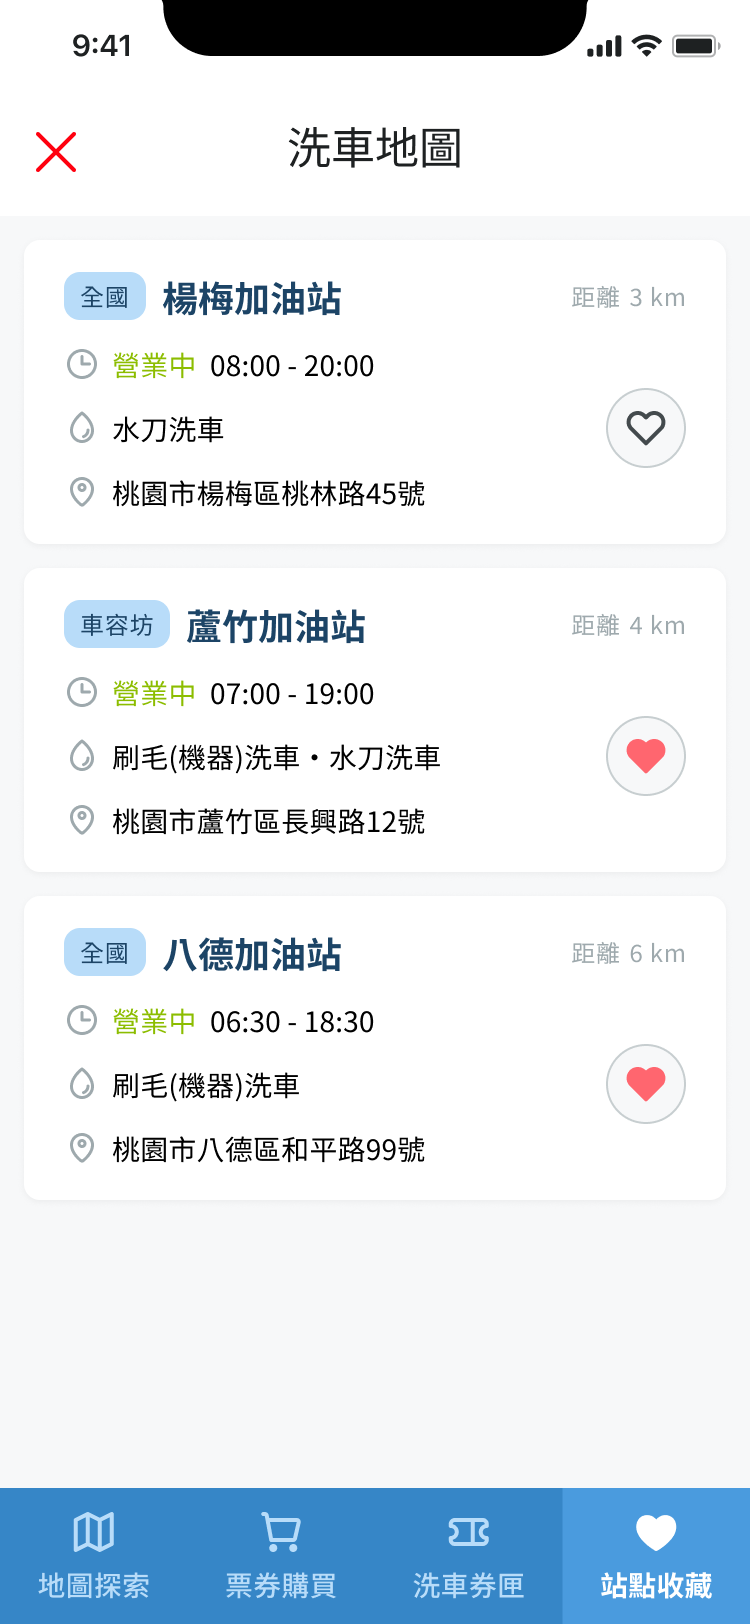 9:41
洗車地圖
全國 楊梅加油站 距離 3 km
營業中 08:00 - 20:00
水刀洗車
桃園市楊梅區桃林路45號
車容坊 蘆竹加油站 距離 4 km
營業中 07:00 - 19:00
刷毛(機器)洗車・水刀洗車
桃園市蘆竹區長興路12號
全國 八德加油站 距離 6 km
營業中 06:30 - 18:30
刷毛(機器)洗車
桃園市八德區和平路99號
地圖探索 票券購買 洗車券匣 站點收藏